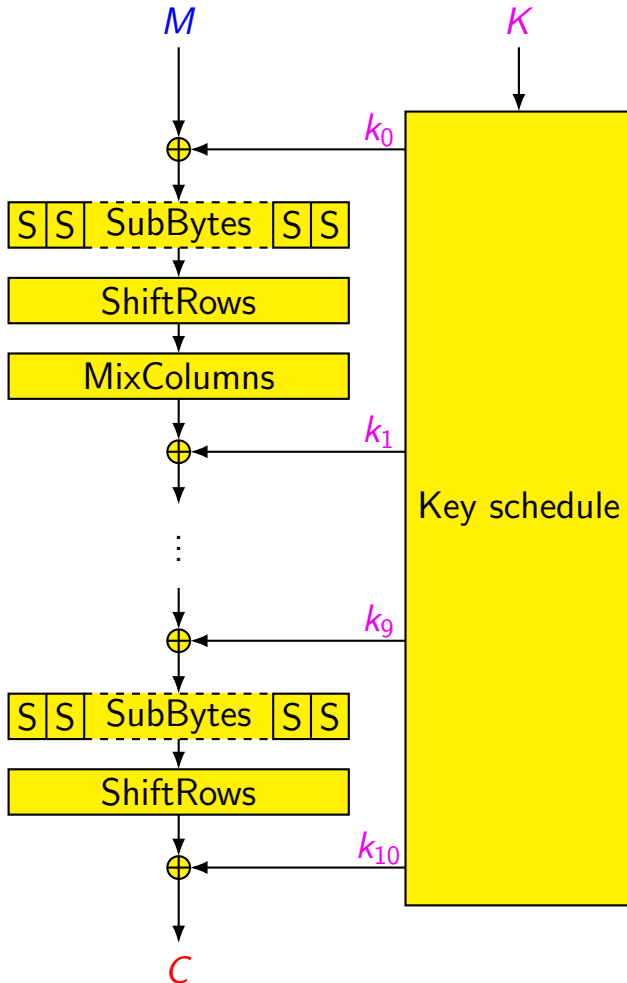 M
K
k₀
S S SubBytes S S
ShiftRows
MixColumns
k₁
Key schedule
⋮
k₉
S S SubBytes S S
ShiftRows
k₁₀
C